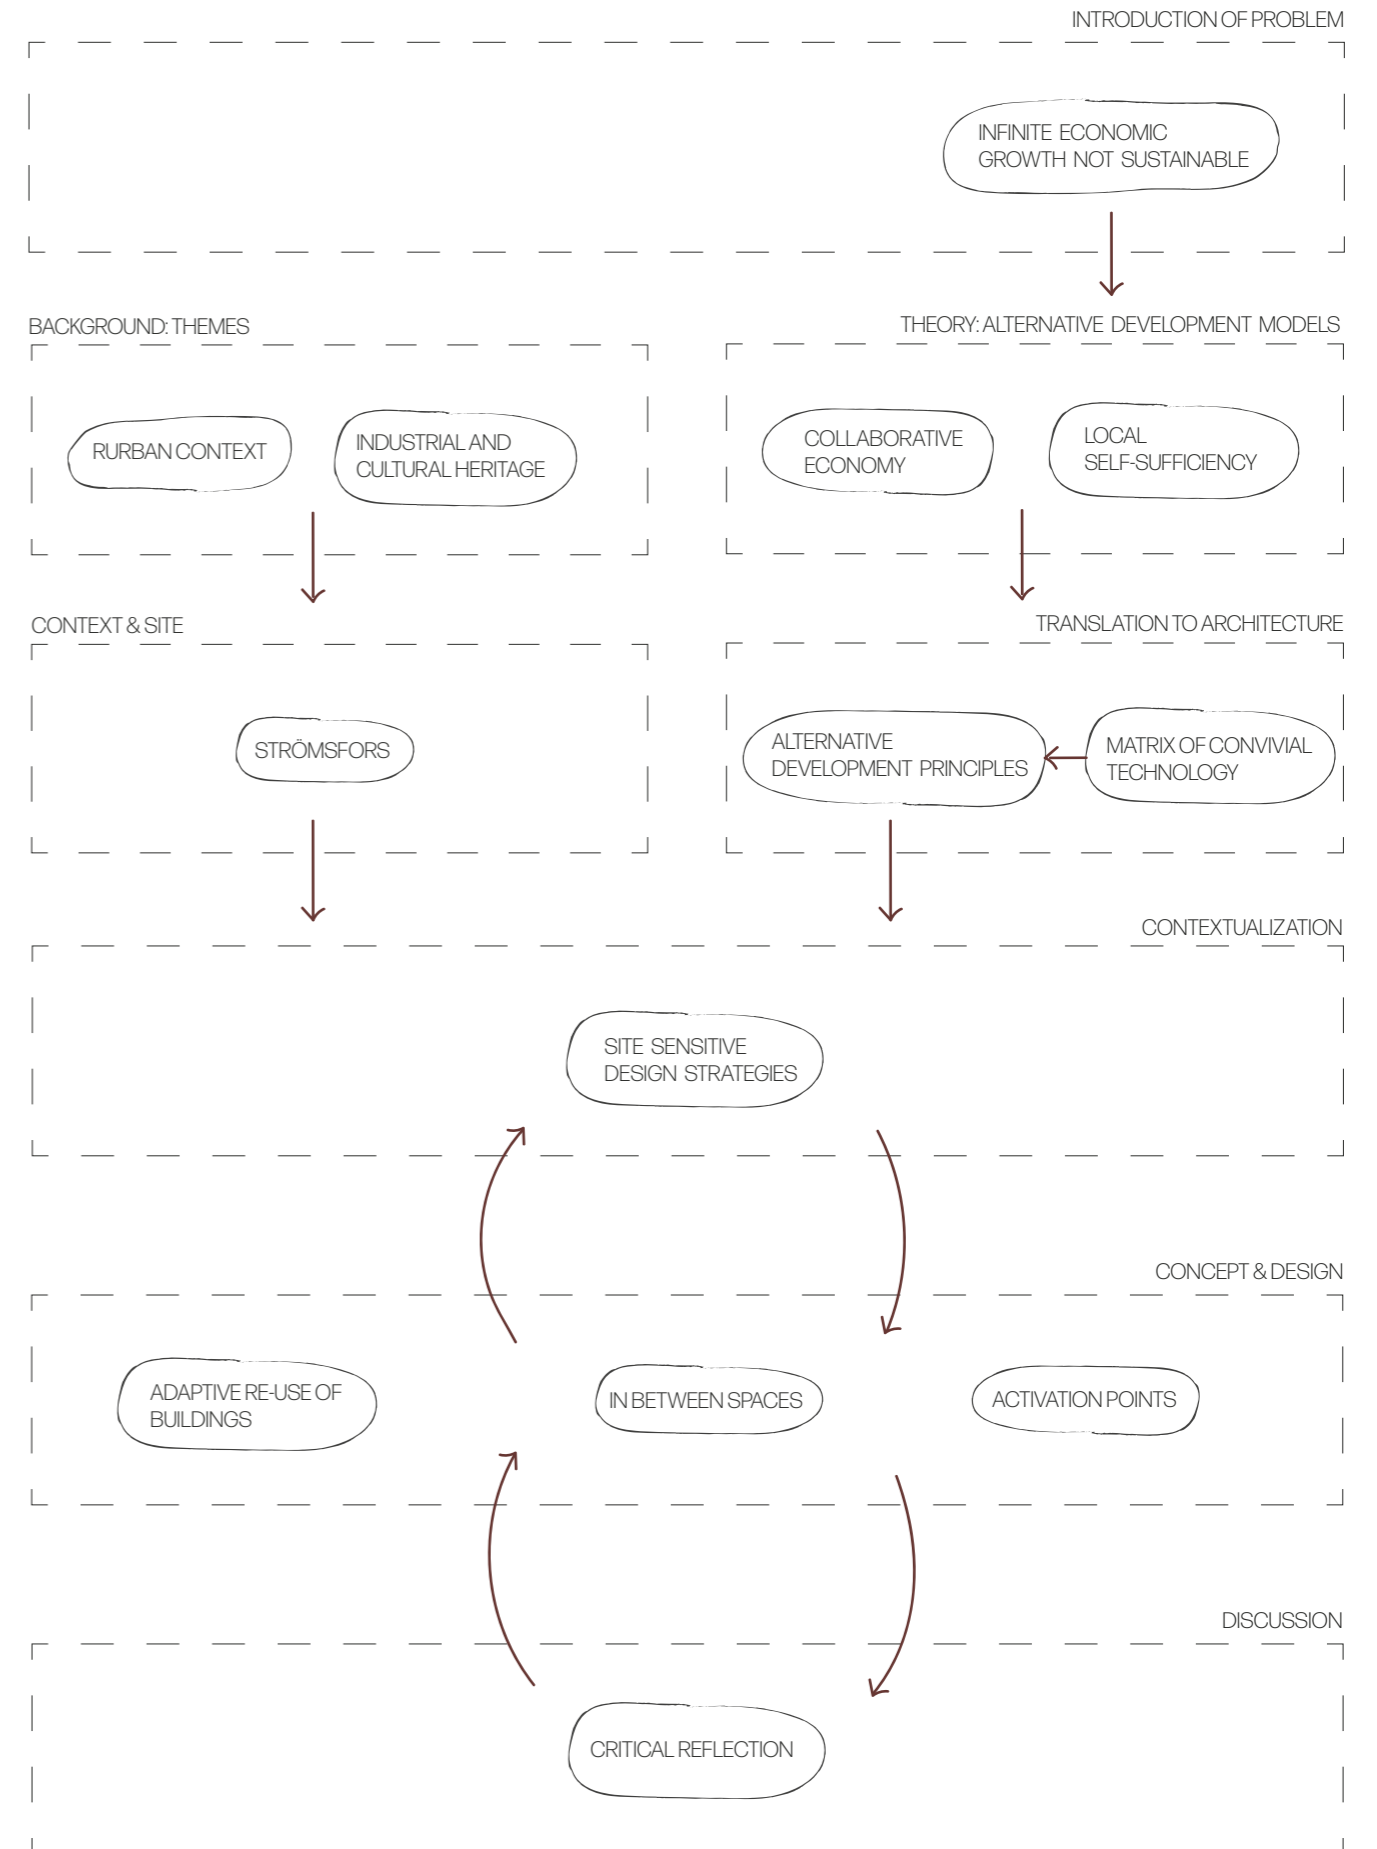 INTRODUCTION OF PROBLEM
INFINITE ECONOMIC
GROWTH NOT SUSTAINABLE
BACKGROUND: THEMES
RURBAN CONTEXT
INDUSTRIAL AND
CULTURAL HERITAGE
THEORY: ALTERNATIVE DEVELOPMENT MODELS
COLLABORATIVE
ECONOMY
LOCAL
SELF-SUFFICIENCY
CONTEXT & SITE
STRÖMSFORS
TRANSLATION TO ARCHITECTURE
ALTERNATIVE
DEVELOPMENT PRINCIPLES
MATRIX OF CONVIVIAL
TECHNOLOGY
CONTEXTUALIZATION
SITE SENSITIVE
DESIGN STRATEGIES
CONCEPT & DESIGN
ADAPTIVE RE-USE OF
BUILDINGS
IN BETWEEN SPACES
ACTIVATION POINTS
DISCUSSION
CRITICAL REFLECTION